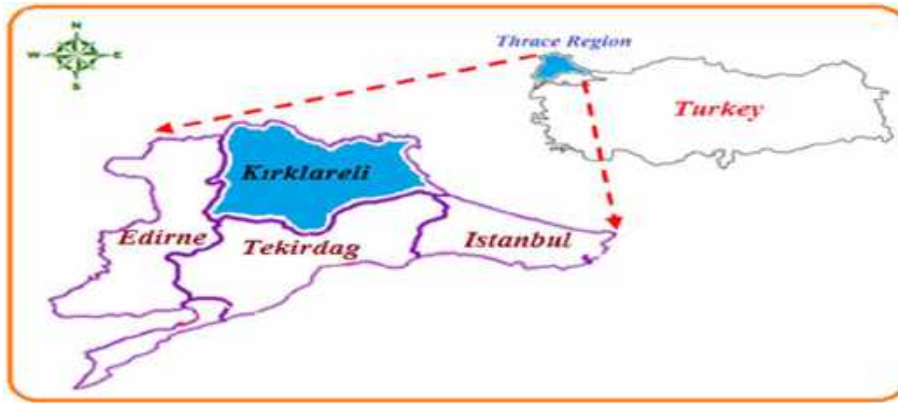 N
W E
S
Thrace Region
Turkey
Kırklareli
Edirne
Tekirdag
Istanbul